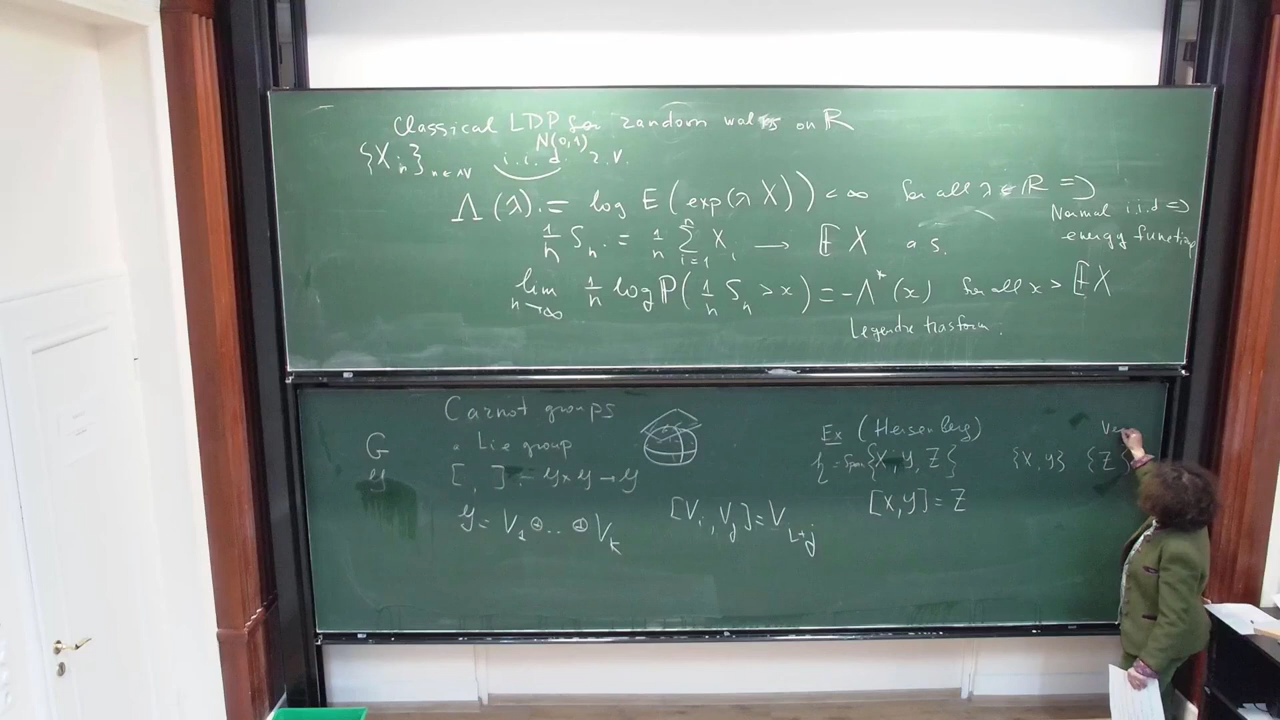 Classical LDP for random walks on ℝ
N(0,1)
{X_n}_{n∈ℕ} i.i.d. r.v.
Λ(λ) := log E(exp(λX)) < ∞ for all λ ∈ ℝ ⇒
Normal i.i.d ⇒
energy function
1/n S_n := 1/n Σ_{i=1}^n X_i → 𝔼X a.s.
lim_{n→∞} 1/n log ℙ(1/n S_n > x) = -Λ*(x) for all x > 𝔼X
Legendre trasform.
Carnot groups
G a Lie group
𝔤 [ , ] : 𝔤 × 𝔤 → 𝔤
𝔤 = V_1 ⊕ .. ⊕ V_k [V_i, V_j] = V_{i+j}
Ex (Heisenberg)
𝔥 = Span{X, Y, Z} {X, Y} {Z}
[X, Y] = Z
Ve